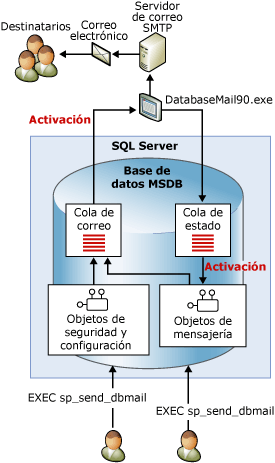 Servidor
de correo
SMTP
Correo
electrónico
Destinatarios
DatabaseMail90.exe
Activación
SQL Server
Base de
datos MSDB
Cola de
correo
Cola de
estado
Activación
Objetos de
seguridad y
configuración
Objetos de
mensajería
EXEC sp_send_dbmail
EXEC sp_send_dbmail